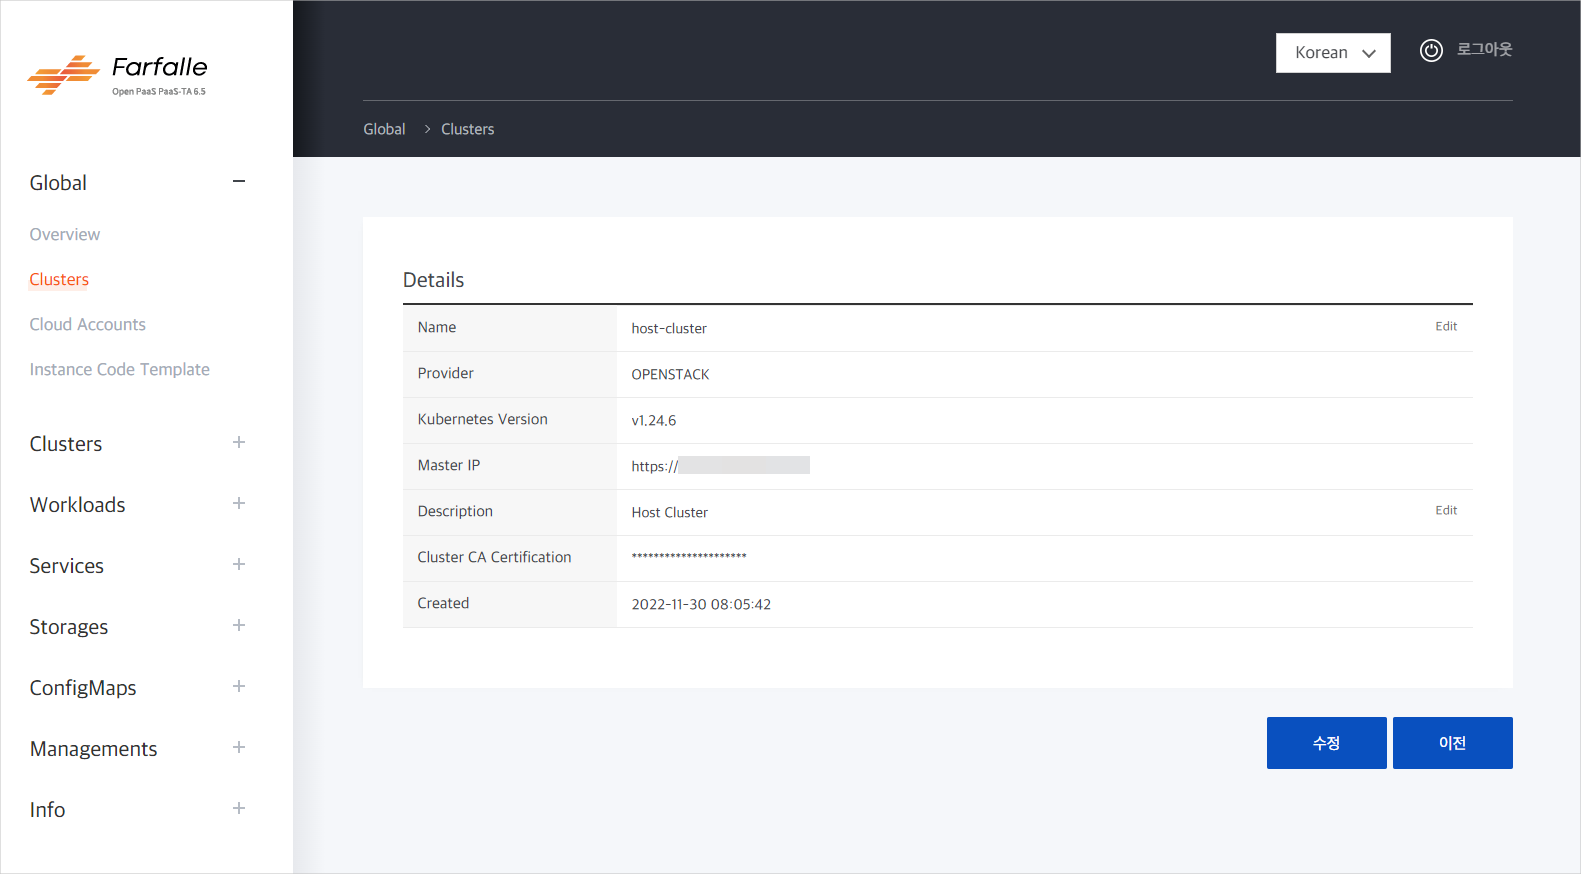 Farfalle
Open PaaS PaaS-TA 6.5
Korean
로그아웃
Global > Clusters
Global
Overview
Clusters
Cloud Accounts
Instance Code Template
Clusters
Workloads
Services
Storages
ConfigMaps
Managements
Info
Details
Name host-cluster Edit
Provider OPENSTACK
Kubernetes Version v1.24.6
Master IP https://
Description Host Cluster Edit
Cluster CA Certification *********************
Created 2022-11-30 08:05:42
수정 이전